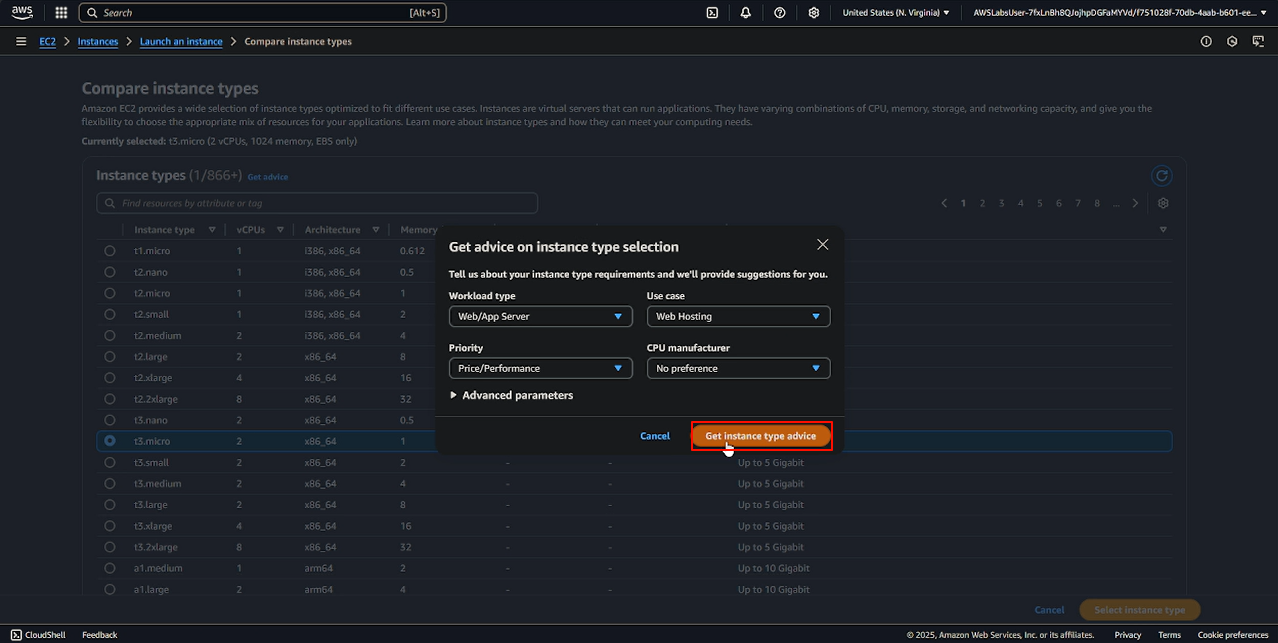 aws
Search [Alt+S] United States (N. Virginia) AWSLabsUser-7fxLnBh8QJojhpDGFaMYVd/f751028f-70db-4aab-b601-ee...
EC2 > Instances > Launch an instance > Compare instance types
Compare instance types
Amazon EC2 provides a wide selection of instance types optimized to fit different use cases. Instances are virtual servers that can run applications. They have varying combinations of CPU, memory, storage, and networking capacity, and give you the
flexibility to choose the appropriate mix of resources for your applications. Learn more about instance types and how they can meet your computing needs.
Currently selected: t3.micro (2 vCPUs, 1024 memory, EBS only)
Instance types (1/866+) Get advice
Find resources by attribute or tag
1 2 3 4 5 6 7 8 ...
Instance type vCPUs Architecture Memory
t1.micro 1 i386, x86_64 0.612
t2.nano 1 i386, x86_64 0.5
t2.micro 1 i386, x86_64 1
t2.small 1 i386, x86_64 2
t2.medium 2 i386, x86_64 4
t2.large 2 x86_64 8
t2.xlarge 4 x86_64 16
t2.2xlarge 8 x86_64 32
t3.nano 2 x86_64 0.5
t3.micro 2 x86_64 1
t3.small 2 x86_64 2 - - Up to 5 Gigabit
t3.medium 2 x86_64 4 - - Up to 5 Gigabit
t3.large 2 x86_64 8 - - Up to 5 Gigabit
t3.xlarge 4 x86_64 16 - - Up to 5 Gigabit
t3.2xlarge 8 x86_64 32 - - Up to 5 Gigabit
a1.medium 1 arm64 2 - - Up to 10 Gigabit
a1.large 2 arm64 4 - - Up to 10 Gigabit
Get advice on instance type selection
Tell us about your instance type requirements and we'll provide suggestions for you.
Workload type Use case
Web/App Server Web Hosting
Priority CPU manufacturer
Price/Performance No preference
Advanced parameters
Cancel Get instance type advice
Cancel Select instance type
CloudShell Feedback © 2025, Amazon Web Services, Inc. or its affiliates. Privacy Terms Cookie preferences